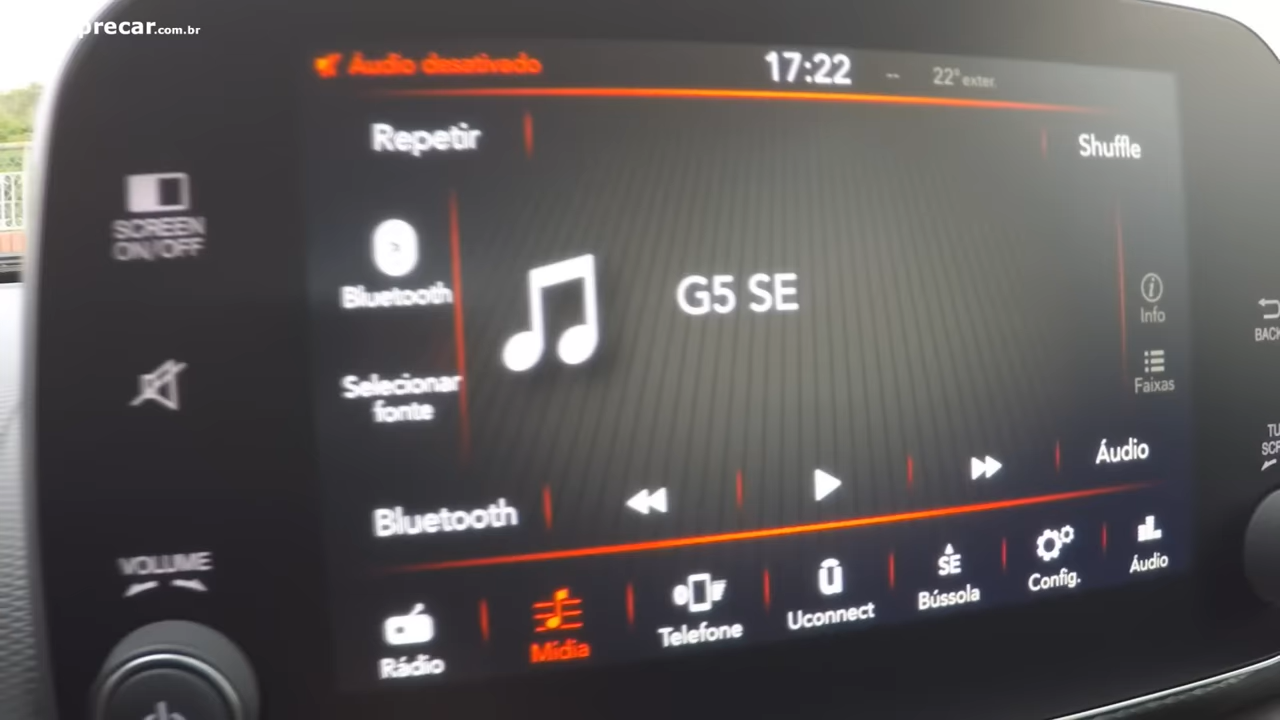 precar.com.br
Áudio desativado
17:22
--
22° exter.
Repetir
Shuffle
SCREEN
ON/OFF
Bluetooth
G5 SE
Info
BACK
Selecionar
fonte
Faixas
Áudio
Bluetooth
VOLUME
Rádio
Mídia
Telefone
Uconnect
SE
Bússola
Config.
Áudio